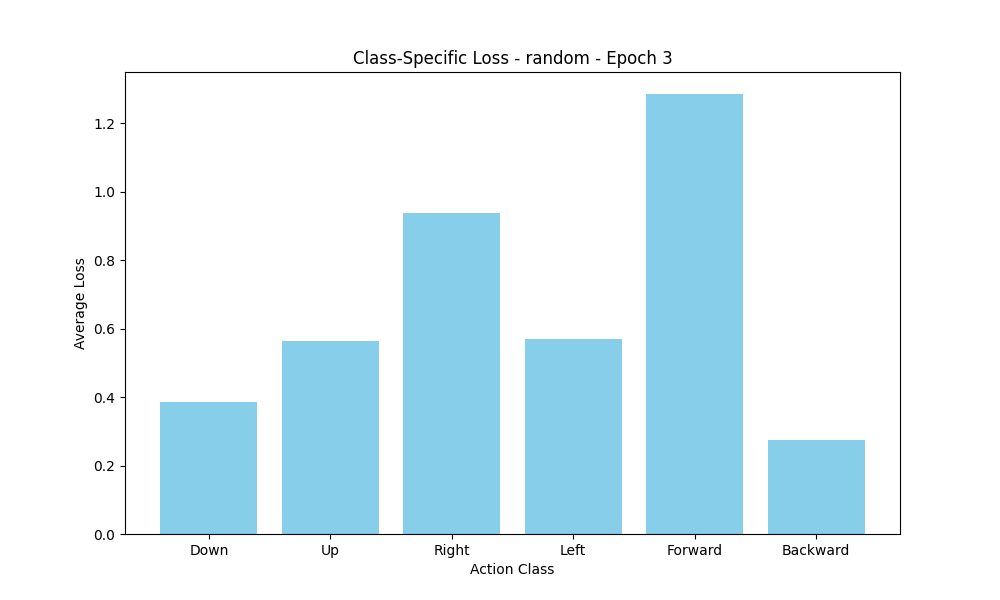 Class-Specific Loss - random - Epoch 3
Average Loss
1.2
1.0
0.8
0.6
0.4
0.2
0.0
Down Up Right Left Forward Backward
Action Class